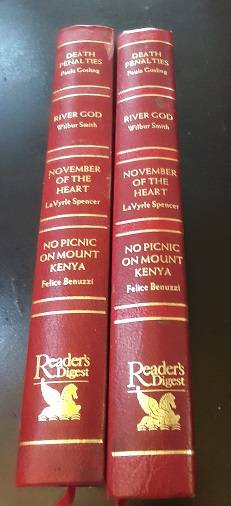 DEATH
PENALTIES
Paula Gosling
RIVER GOD
Wilbur Smith
NOVEMBER
OF THE
HEART
LaVyrle Spencer
NO PICNIC
ON MOUNT
KENYA
Felice Benuzzi
Reader's
Digest
DEATH
PENALTIES
Paula Gosling
RIVER GOD
Wilbur Smith
NOVEMBER
OF THE
HEART
LaVyrle Spencer
NO PICNIC
ON MOUNT
KENYA
Felice Benuzzi
Reader's
Digest